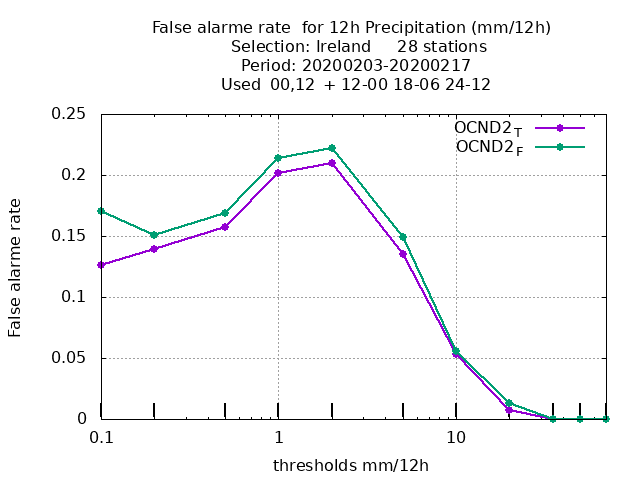 False alarme rate  for 12h Precipitation (mm/12h)
Selection: Ireland     28 stations
Period: 20200203-20200217
Used  00,12  + 12-00 18-06 24-12
OCND2T
OCND2F
0.25
0.2
0.15
0.1
0.05
0
False alarme rate
0.1
1
10
thresholds mm/12h